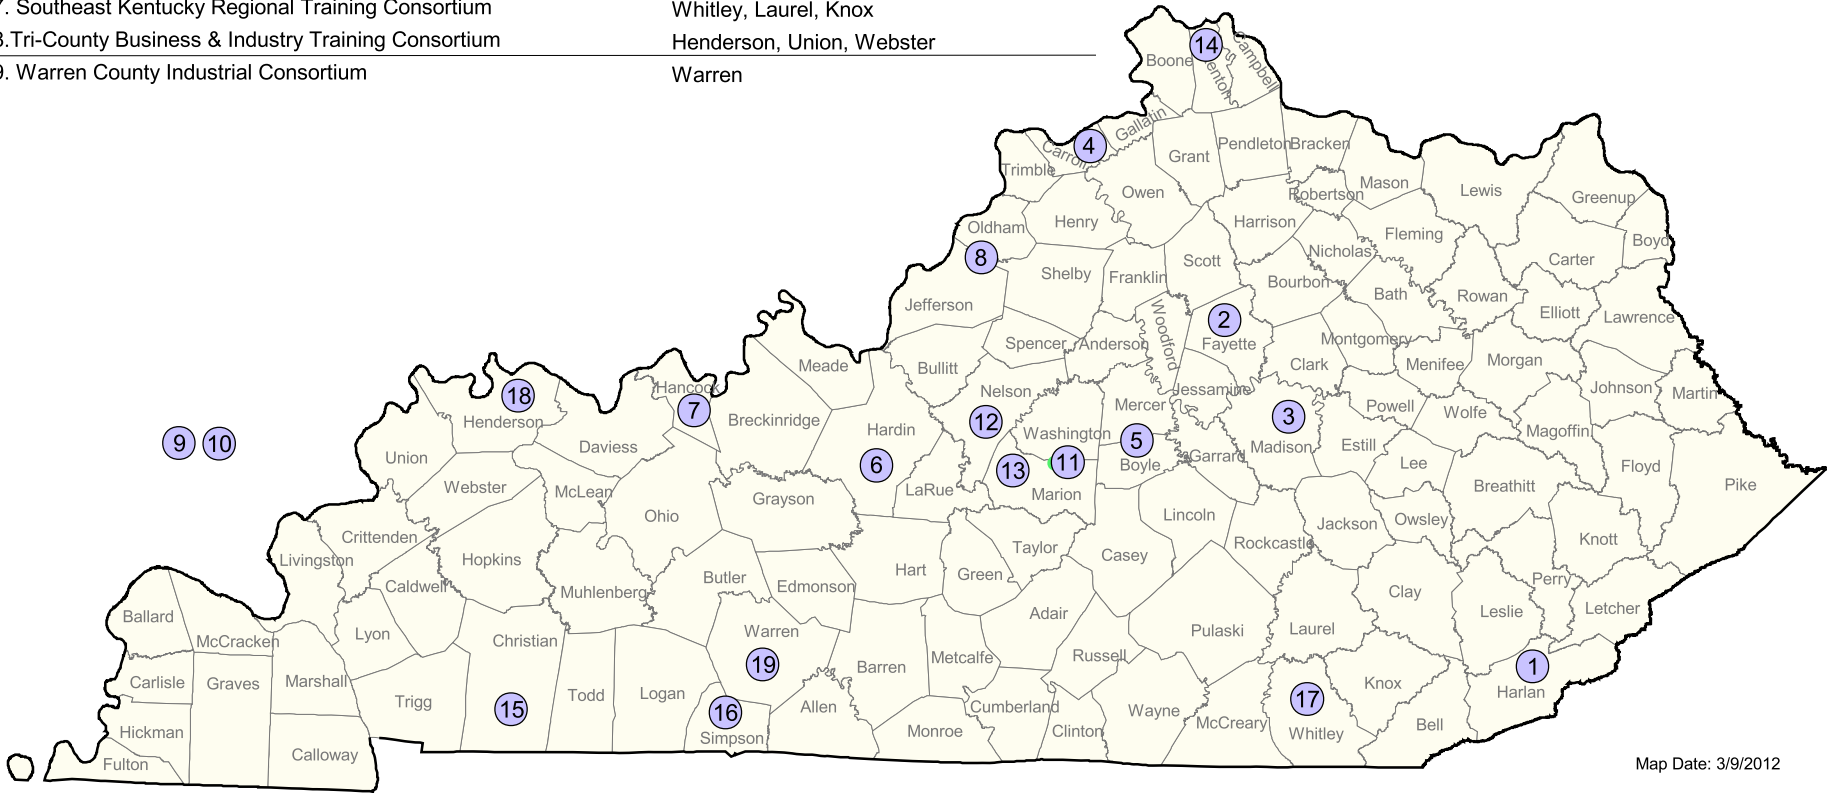 7. Southeast Kentucky Regional Training Consortium Whitley, Laurel, Knox
8.Tri-County Business & Industry Training Consortium Henderson, Union, Webster
9. Warren County Industrial Consortium Warren
14
Boone Kenton Campbell
4 Gallatin
Carroll Grant Pendleton Bracken
Trimble Owen Robertson Mason Lewis Greenup
Oldham Henry Harrison Fleming Boyd
8 Shelby Franklin Scott Nicholas Carter
Jefferson Bourbon Bath Rowan Elliott Lawrence
2
Spencer Anderson Woodford Fayette Montgomery
Meade Bullitt Clark Menifee Morgan
Hancock Nelson Jessamine Johnson Martin
18 7 12 Mercer 3 Powell Wolfe
Henderson Breckinridge Hardin Washington 5 Madison Estill Magoffin
9 10 Daviess
Union 6 13 11 Boyle Garrard Lee Floyd
Webster McLean Grayson LaRue Marion Breathitt Pike
Ohio Lincoln Jackson Owsley
Crittenden Taylor Casey Rockcastle Knott
Livingston Hopkins Hart Green
Caldwell Muhlenberg Butler Edmonson Clay Perry
Ballard Adair Leslie Letcher
McCracken Lyon Christian Warren Pulaski Laurel
19 Barren Metcalfe Russell 1
Carlisle Graves Marshall Todd Logan Knox Harlan
Trigg 15 16 Allen Cumberland Wayne 17
Hickman Simpson Monroe Clinton McCreary Whitley Bell
Fulton Calloway
Map Date: 3/9/2012